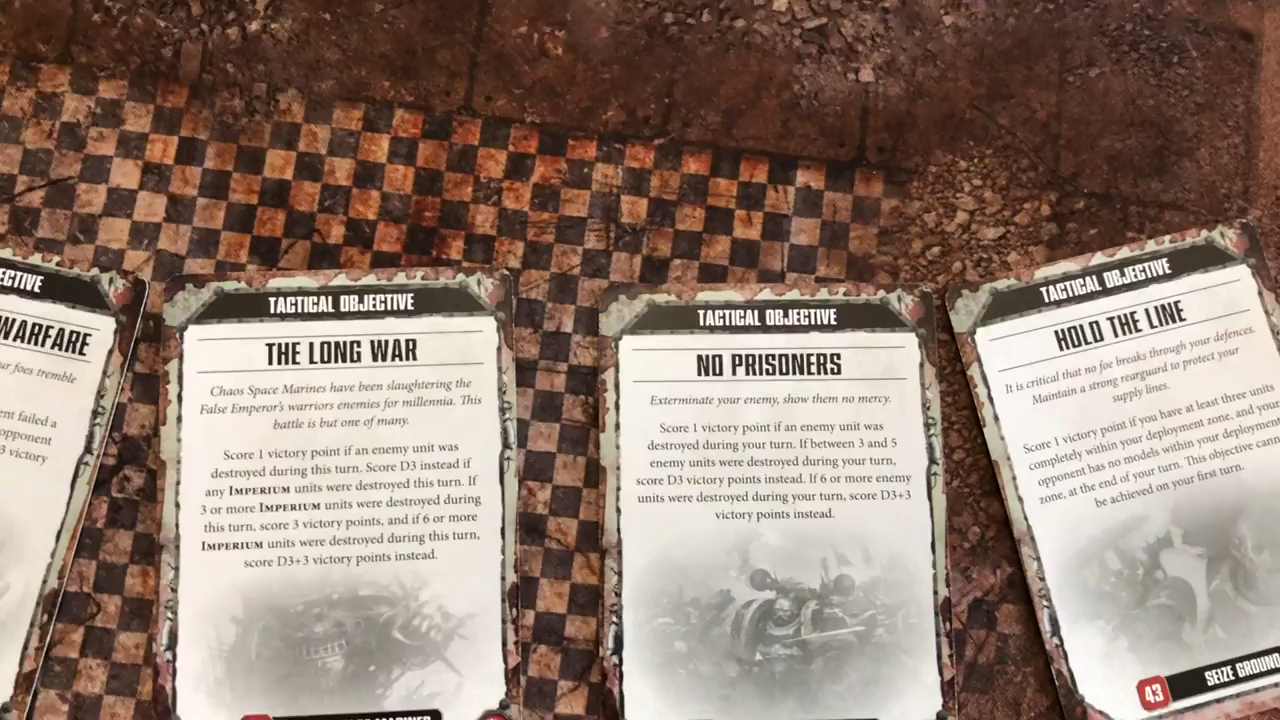 ECTIVE
WARFARE
ur foes tremble
ent failed a
opponent
3 victory
TACTICAL OBJECTIVE
THE LONG WAR
Chaos Space Marines have been slaughtering the
False Emperor's warriors enemies for millennia. This
battle is but one of many.
Score 1 victory point if an enemy unit was
destroyed during this turn. Score D3 instead if
any IMPERIUM units were destroyed this turn. If
3 or more IMPERIUM units were destroyed during
this turn, score 3 victory points, and if 6 or more
IMPERIUM units were destroyed during this turn,
score D3+3 victory points instead.
TACTICAL OBJECTIVE
NO PRISONERS
Exterminate your enemy, show them no mercy.
Score 1 victory point if an enemy unit was
destroyed during your turn. If between 3 and 5
enemy units were destroyed during your turn,
score D3 victory points instead. If 6 or more enemy
units were destroyed during your turn, score D3+3
victory points instead.
TACTICAL OBJECTIVE
HOLD THE LINE
It is critical that no foe breaks through your defences.
Maintain a strong rearguard to protect your
supply lines.
Score 1 victory point if you have at least three units
completely within your deployment zone, and your
opponent has no models within your deployment
zone, at the end of your turn. This objective cann
be achieved on your first turn.
43
SEIZE GROUND